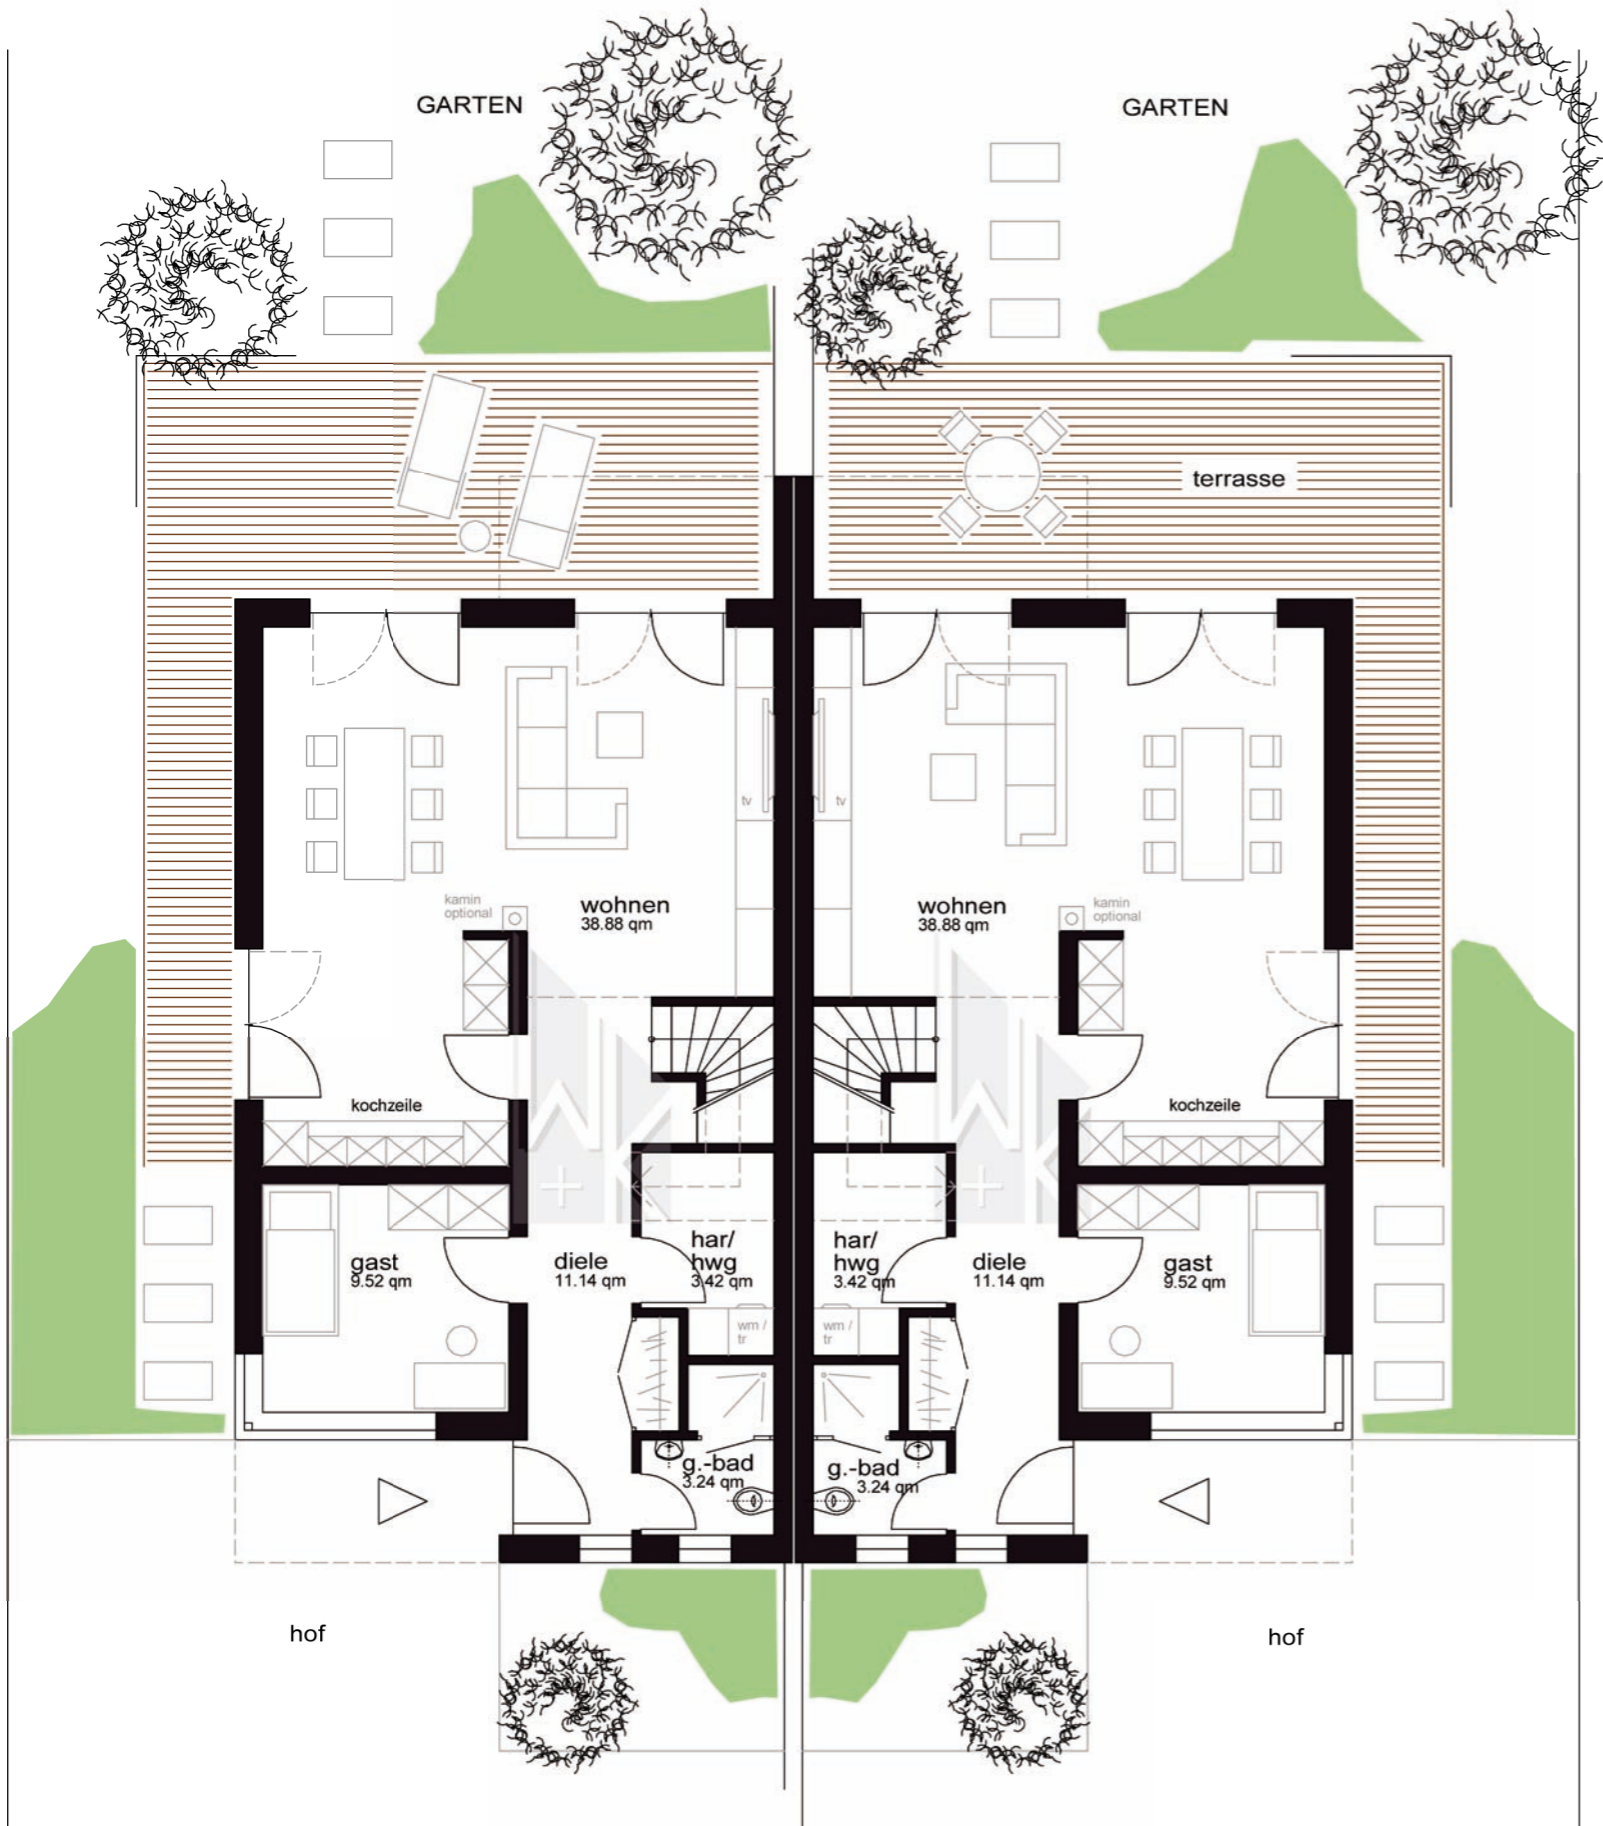 GARTEN
GARTEN
terrasse
tv
tv
kamin
optional
wohnen
38.88 qm
wohnen
38.88 qm
kamin
optional
kochzeile
kochzeile
W
K
+
W
K
+
gast
9.52 qm
diele
11.14 qm
har/
hwg
3.42 qm
har/
hwg
3.42 qm
diele
11.14 qm
gast
9.52 qm
wm /
tr
wm /
tr
g.-bad
3.24 qm
g.-bad
3.24 qm
hof
hof